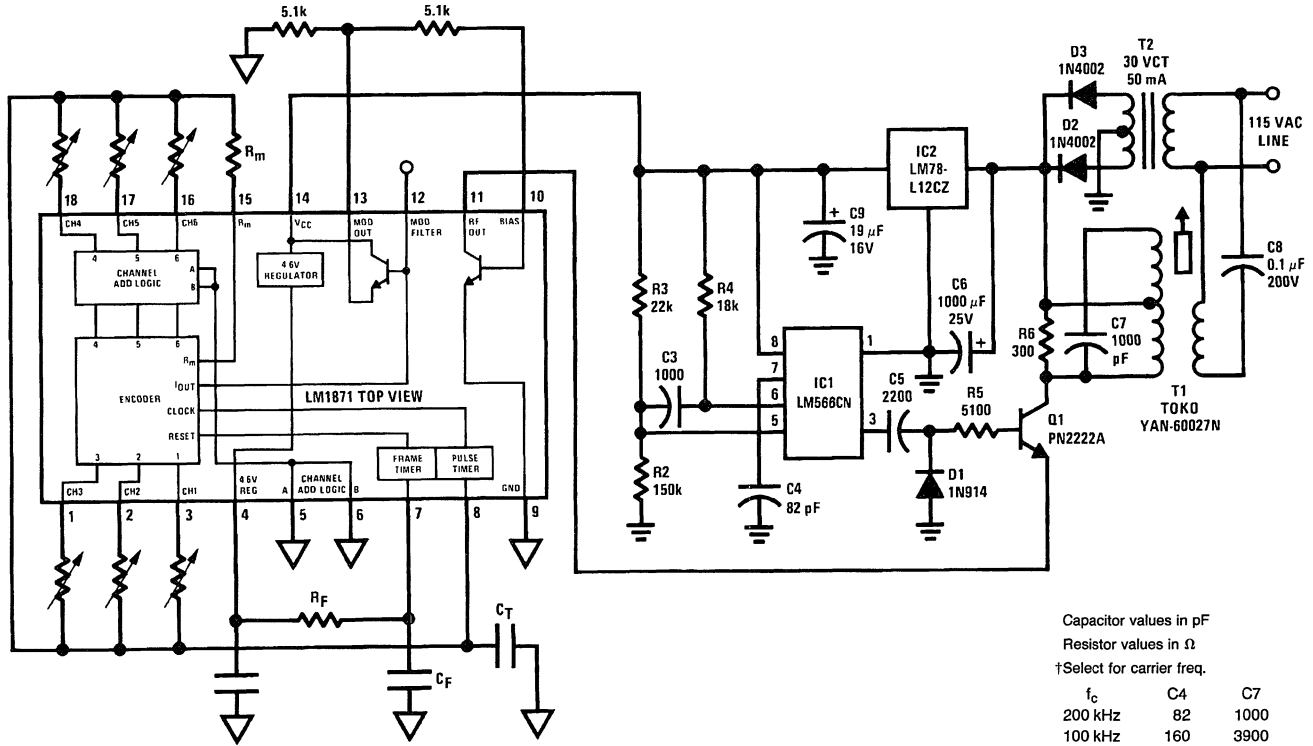 5.1k
5.1k
Rm
18
17
16
15
14
13
12
11
10
CH4
CH5
CH6
Rm
VCC
MOD OUT
MOD FILTER
RF OUT
BIAS
4
5
6
CHANNEL
ADD LOGIC
A
B
4 6V
REGULATOR
4
5
6
Rm
IOUT
ENCODER
CLOCK
RESET
3
2
1
LM1871 TOP VIEW
FRAME
TIMER
PULSE
TIMER
CH3
CH2
CH1
4 6V
REG
A
CHANNEL
ADD LOGIC
B
GND
1
2
3
4
5
6
7
8
9
RF
CT
CF
R3
22k
R4
18k
C3
1000
R2
150k
C9
19 µF
16V
+
IC2
LM78-
L12CZ
C6
1000 µF
25V
+
8
7
6
5
1
3
IC1
LM566CN
C4
82 pF
C5
2200
R5
5100
D1
1N914
Q1
PN2222A
R6
300
C7
1000
pF
D3
1N4002
D2
1N4002
T2
30 VCT
50 mA
115 VAC
LINE
C8
0.1 µF
200V
T1
TOKO
YAN-60027N
Capacitor values in pF
Resistor values in Ω
†Select for carrier freq.
fc C4 C7
200 kHz 82 1000
100 kHz 160 3900